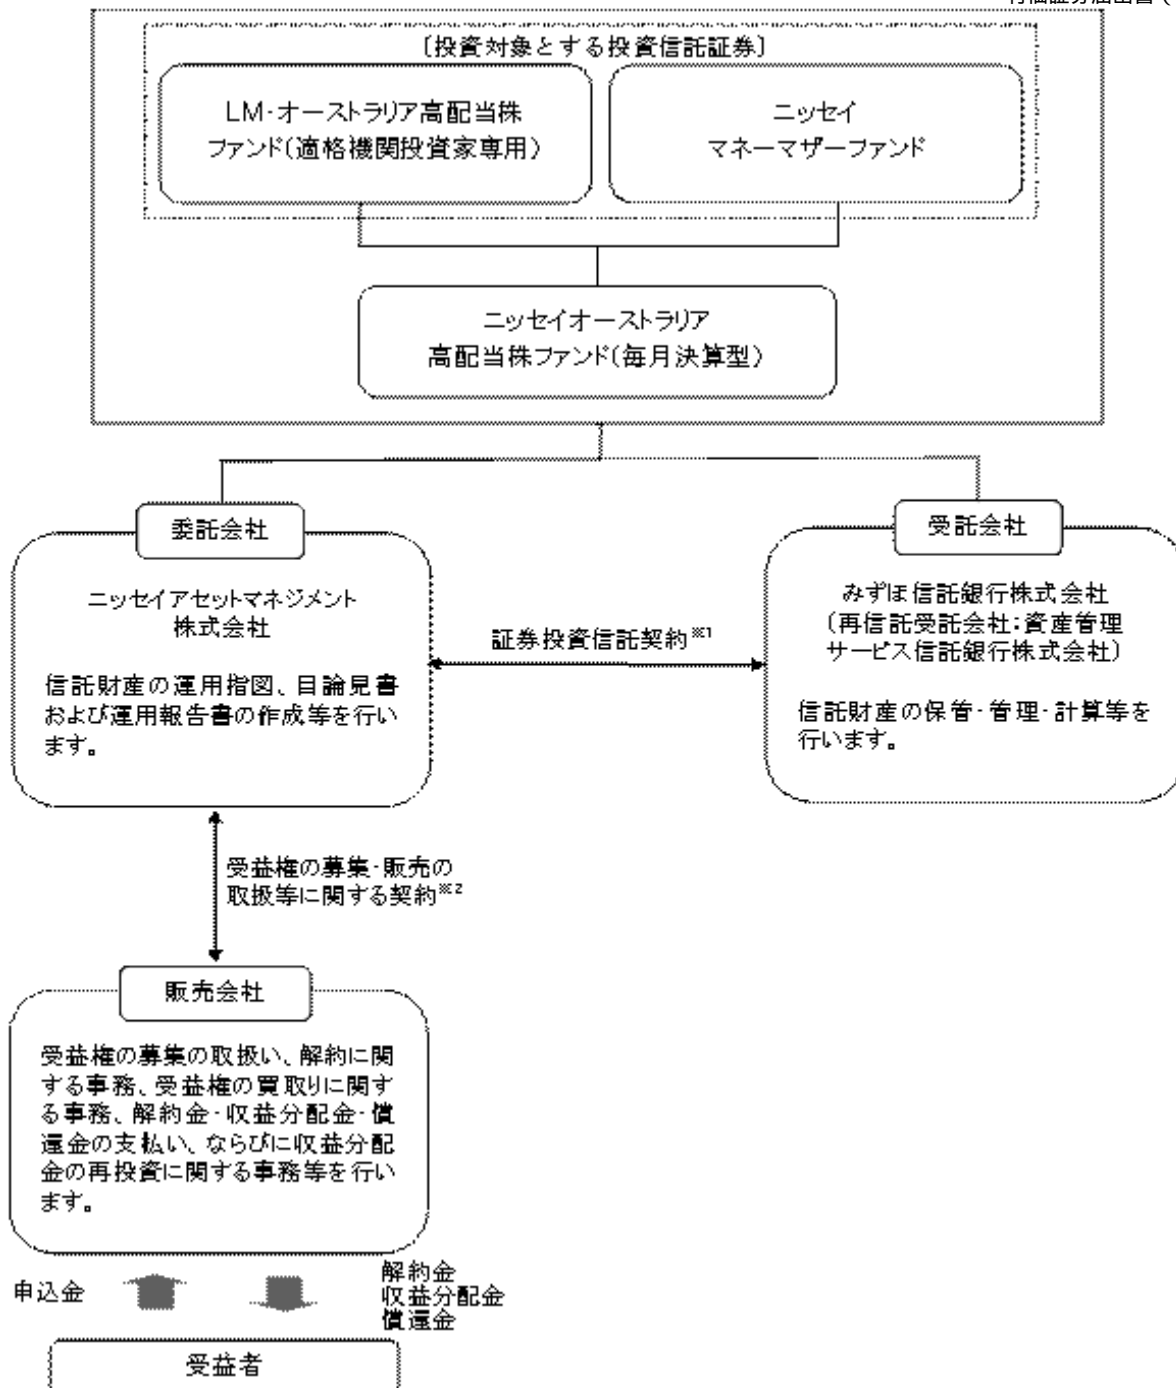 〔投資対象とする投資信託証券〕
LM・オーストラリア高配当株
ファンド(適格機関投資家専用)
ニッセイ
マネーマザーファンド
ニッセイオーストラリア
高配当株ファンド(毎月決算型)
委託会社
受託会社
ニッセイアセットマネジメント
株式会社
信託財産の運用指図、目論見書
および運用報告書の作成等を行い
ます。
証券投資信託契約※1
みずほ信託銀行株式会社
(再信託受託会社:資産管理
サービス信託銀行株式会社)
信託財産の保管・管理・計算等を
行います。
受益権の募集・販売の
取扱等に関する契約※2
販売会社
受益権の募集の取扱い、解約に関
する事務、受益権の買取りに関す
る事務、解約金・収益分配金・償
還金の支払い、ならびに収益分配
金の再投資に関する事務等を行い
ます。
申込金
解約金
収益分配金
償還金
受益者